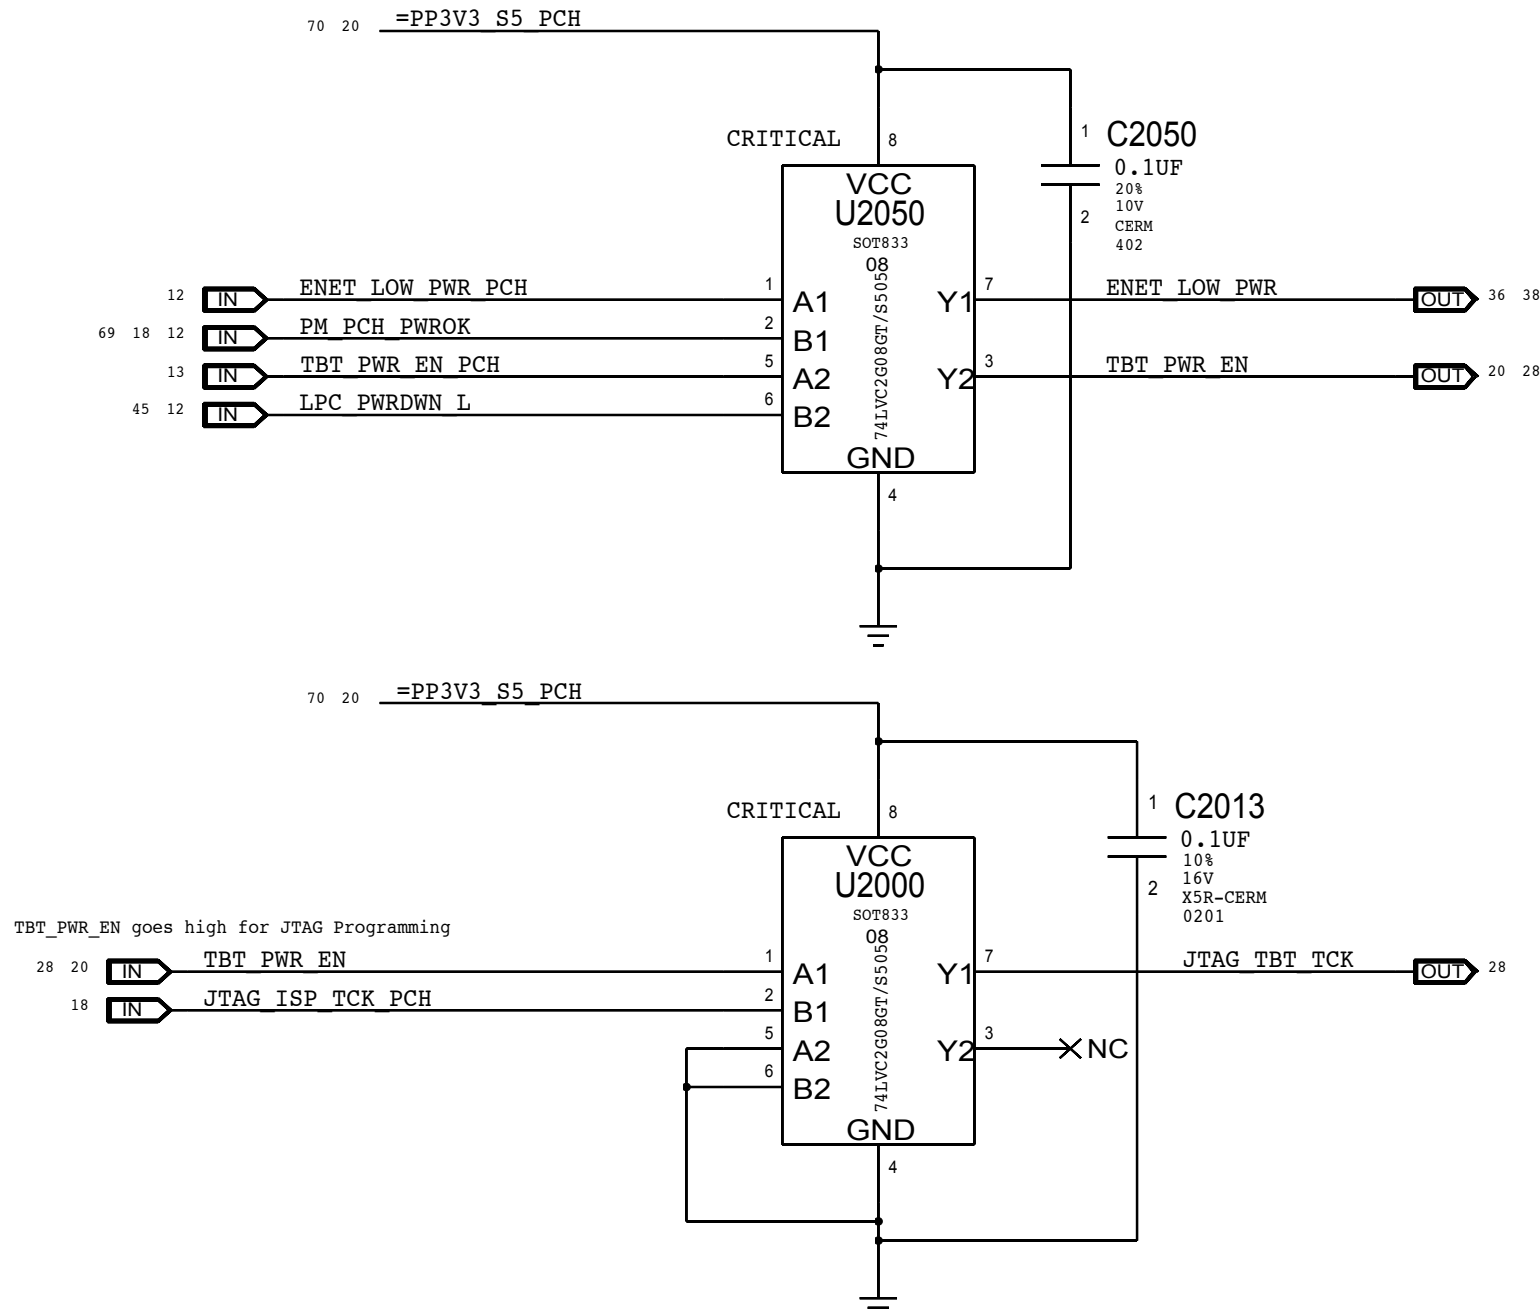 70 20 =PP3V3_S5_PCH
CRITICAL
8
1 C2050
0.1UF
20%
10V
CERM
402
2
VCC
U2050
SOT833
08
74LVC2G08GT/S505
12 IN ENET_LOW_PWR_PCH 1 A1
69 18 12 IN PM_PCH_PWROK 2 B1
13 IN TBT_PWR_EN_PCH 5 A2
45 12 IN LPC_PWRDWN_L 6 B2
Y1 7 ENET_LOW_PWR OUT 36 38
Y2 3 TBT_PWR_EN OUT 20 28
GND
4
70 20 =PP3V3_S5_PCH
CRITICAL
8
1 C2013
0.1UF
10%
16V
X5R-CERM
0201
2
VCC
U2000
SOT833
08
74LVC2G08GT/S505
TBT_PWR_EN goes high for JTAG Programming
28 20 IN TBT_PWR_EN 1 A1
18 IN JTAG_ISP_TCK_PCH 2 B1
5 A2
6 B2
Y1 7 JTAG_TBT_TCK OUT 28
Y2 3 NC
GND
4